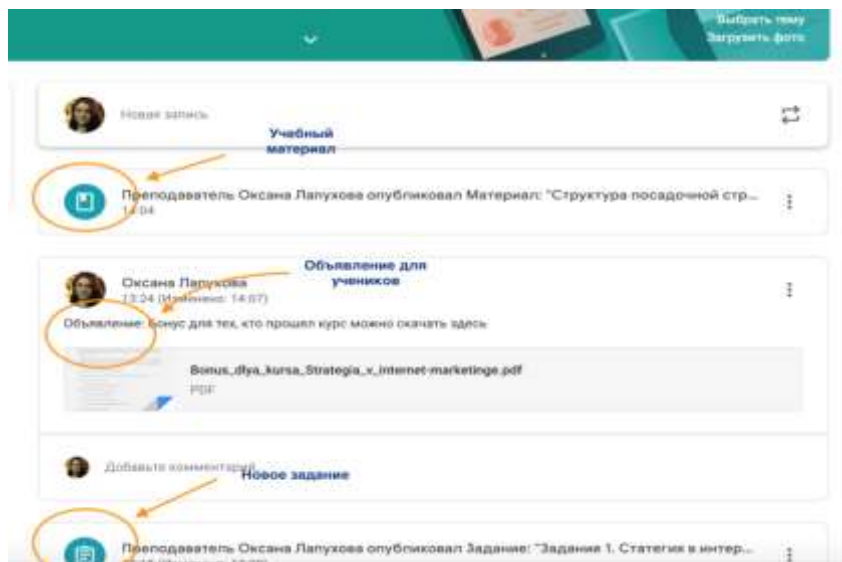 Выбрать тему
Загрузить фото
Новая запись
Учебный
материал
Преподаватель Оксана Лапухова опубликовал Материал: "Структура посадочной стр...
14:04
Объявление для
учеников
Оксана Лапухова
13:24 (Изменено: 14:07)
Объявление: Бонус для тех, кто прошел курс можно скачать здесь
Bonus_dlya_kursa_Strategia_v_internet-marketinge.pdf
PDF
Добавьте комментарий
Новое задание
Преподаватель Оксана Лапухова опубликовал Задание: "Задание 1. Статегия в интер...